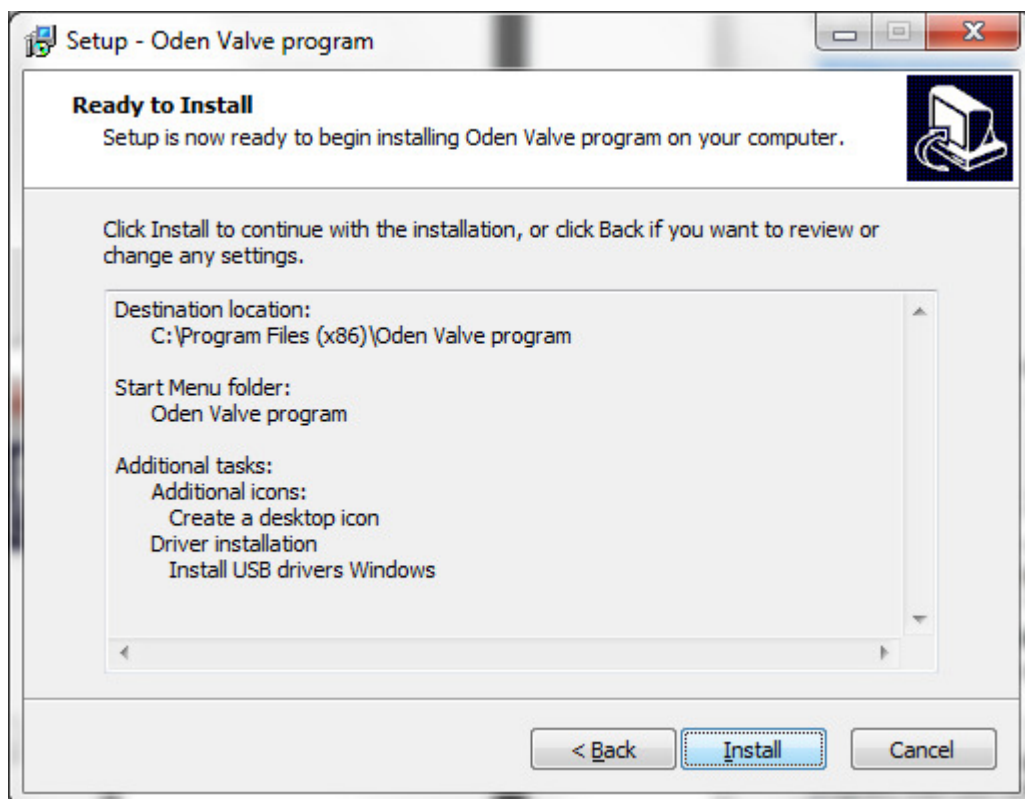 Setup - Oden Valve program
Ready to Install
Setup is now ready to begin installing Oden Valve program on your computer.
Click Install to continue with the installation, or click Back if you want to review or
change any settings.
Destination location:
C:\Program Files (x86)\Oden Valve program
Start Menu folder:
Oden Valve program
Additional tasks:
Additional icons:
Create a desktop icon
Driver installation
Install USB drivers Windows
< Back
Install
Cancel